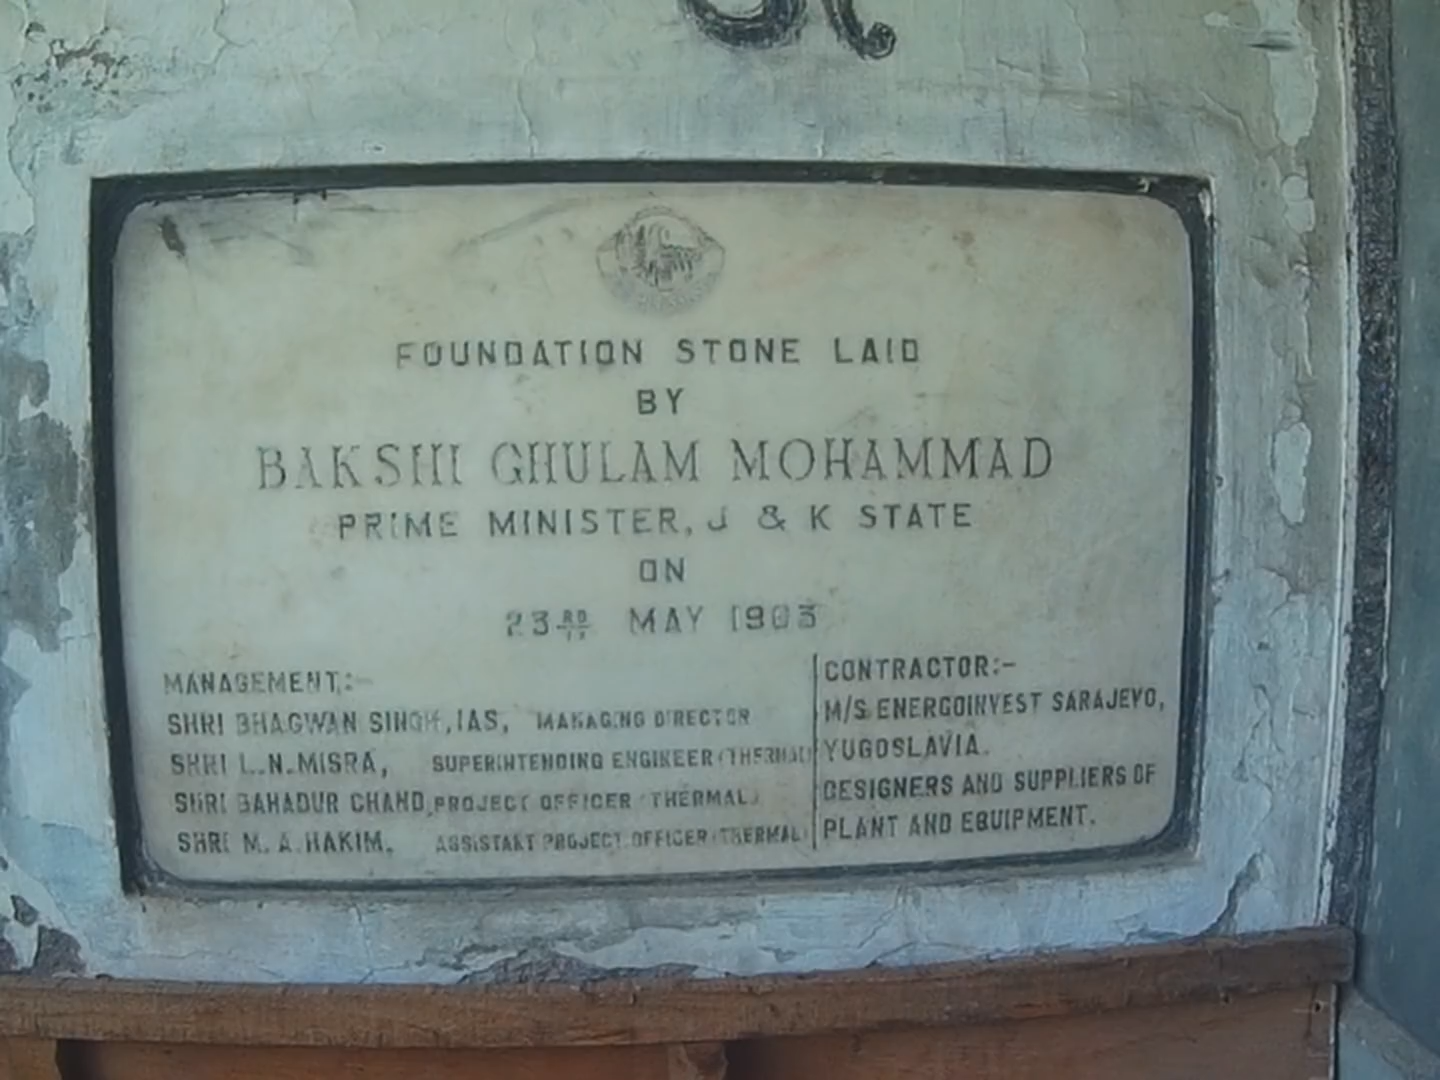 FOUNDATION STONE LAID
BY
BAKSHI GHULAM MOHAMMAD
PRIME MINISTER, J & K STATE
ON
23RD MAY 1963
MANAGEMENT:-
SHRI BHAGWAN SINGH, IAS, MANAGING DIRECTOR
SHRI L.N.MISRA, SUPERINTENDING ENGINEER (THERMAL)
SHRI BAHADUR CHAND, PROJECT OFFICER (THERMAL)
SHRI M. A. HAKIM. ASSISTANT PROJECT OFFICER (THERMAL)
CONTRACTOR:-
M/S ENERGOINVEST SARAJEVO,
YUGOSLAVIA.
DESIGNERS AND SUPPLIERS OF
PLANT AND EQUIPMENT.